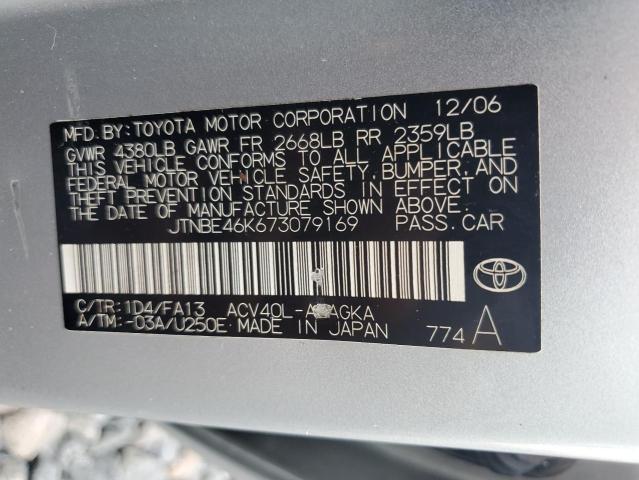 MFD.BY:TOYOTA MOTOR CORPORATION 12/06
GVWR 4380LB GAWR FR 2668LB RR 2359LB
THIS VEHICLE CONFORMS TO ALL APPLICABLE
FEDERAL MOTOR VEHICLE SAFETY,BUMPER,AND
THEFT PREVENTION STANDARDS IN EFFECT ON
THE DATE OF MANUFACTURE SHOWN ABOVE.
JTNBE46K673079169 PASS.CAR
C/TR:1D4/FA13 ACV40L-
A/TM:-03A/U250E MADE IN JAPAN 774A